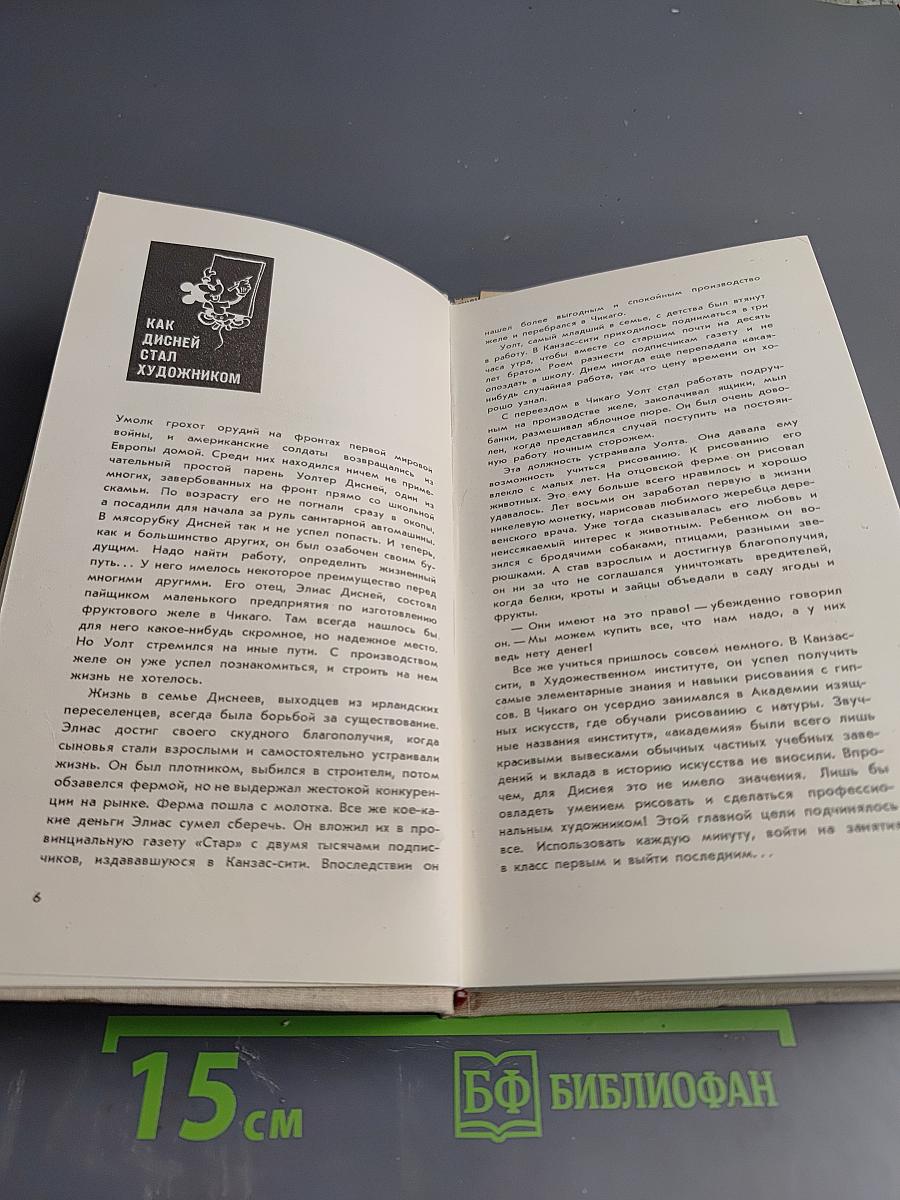 КАК
ДИСНЕЙ
СТАЛ
ХУДОЖНИКОМ
Умолк грохот орудий на фронтах первой мировой
войны, и американские солдаты возвращались из
Европы домой. Среди них находился ничем не приме-
чательный простой парень Уолтер Дисней, один из
многих, завербованных на фронт прямо со школьной
скамьи. По возрасту его не погнали сразу в окопы,
а посадили для начала за руль санитарной автомашины.
В мясорубку Дисней так и не успел попасть. И теперь,
как и большинство других, он был озабочен своим бу-
дущим. Надо найти работу, определить жизненный
путь... У него имелось некоторое преимущество перед
многими другими. Его отец, Элиас Дисней, состоял
пайщиком маленького предприятия по изготовлению
фруктового желе в Чикаго. Там всегда нашлось бы
для него какое-нибудь скромное, но надежное место.
Но Уолт стремился на иные пути. С производством
желе он уже успел познакомиться, и строить на нем
жизнь не хотелось.
Жизнь в семье Диснеев, выходцев из ирландских
переселенцев, всегда была борьбой за существование.
Элиас достиг своего скудного благополучия, когда
сыновья стали взрослыми и самостоятельно устраивали
жизнь. Он был плотником, выбился в строители, потом
обзавелся фермой, но не выдержал жестокой конкурен-
ции на рынке. Ферма пошла с молотка. Все же кое-ка-
кие деньги Элиас сумел сберечь. Он вложил их в про-
винциальную газету «Стар» с двумя тысячами подпис-
чиков, издававшуюся в Канзас-сити. Впоследствии он
6
нашел более выгодным и спокойным производство
желе и перебрался в Чикаго.
Уолт, самый младший в семье, с детства был втянут
в работу. В Канзас-сити приходилось подниматься в три
часа утра, чтобы вместе со старшим почти на десять
лет братом Роем разнести подписчикам газету и не
опоздать в школу. Днем иногда еще перепадала какая-
нибудь случайная работа, так что цену времени он хо-
рошо узнал.
С переездом в Чикаго Уолт стал работать подруч-
ным на производстве желе, заколачивал ящики, мыл
банки, размешивал яблочное пюре. Он был очень дово-
лен, когда представился случай поступить на постоян-
ную работу ночным сторожем.
Эта должность устраивала Уолта. Она давала ему
возможность учиться рисованию. К рисованию его
влекло с малых лет. На отцовской ферме он рисовал
животных. Это ему больше всего нравилось и хорошо
удавалось. Лет восьми он заработал первую в жизни
никелевую монетку, нарисовав любимого жеребца дере-
венского врача. Уже тогда сказывалась его любовь и
неиссякаемый интерес к животным. Ребенком он во-
зился с бродячими собаками, птицами, разными зве-
рюшками. А став взрослым и достигнув благополучия,
он ни за что не соглашался уничтожать вредителей,
когда белки, кроты и зайцы объедали в саду ягоды и
фрукты.
— Они имеют на это право! — убежденно говорил
он. — Мы можем купить все, что нам надо, а у них
ведь нету денег!
Все же учиться пришлось совсем немного. В Канзас-
сити, в Художественном институте, он успел получить
самые элементарные знания и навыки рисования с гип-
сов. В Чикаго он усердно занимался в Академии изящ-
ных искусств, где обучали рисованию с натуры. Звуч-
ные названия «институт», «академия» были всего лишь
красивыми вывесками обычных частных учебных заве-
дений и вклада в историю искусства не вносили. Впро-
чем, для Диснея это не имело значения. Лишь бы
овладеть умением рисовать и сделаться профессио-
нальным художником! Этой главной цели подчинялось
все. Использовать каждую минуту, войти на занятия
в класс первым и выйти последним...
15 см
БФ БИБЛИОФАН